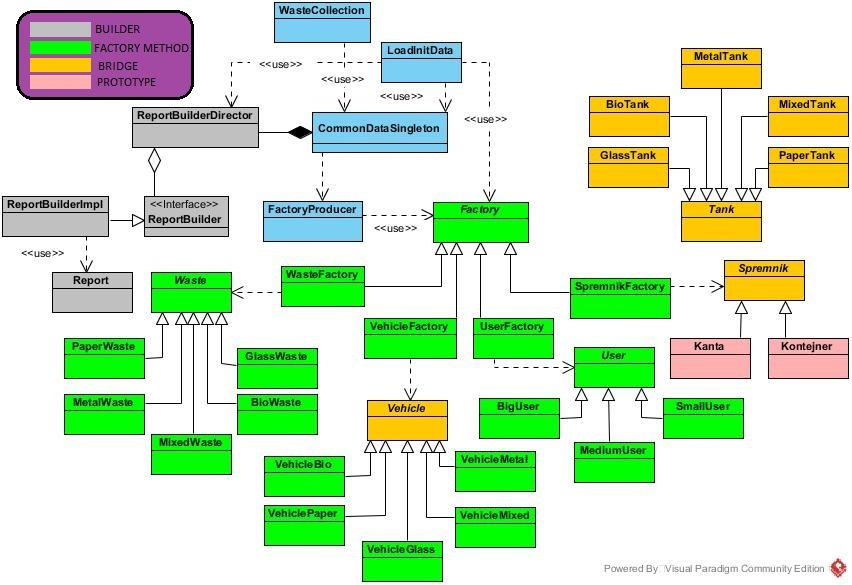 WasteCollection
BUILDER
FACTORY METHOD
BRIDGE
PROTOTYPE
LoadInitData
<<use>>
<<use>>
<<use>>
<<use>>
MetalTank
BioTank
MixedTank
ReportBuilderDirector
CommonDataSingleton
GlassTank
PaperTank
ReportBuilderImpl
<<Interface>>
ReportBuilder
FactoryProducer
<<use>>
Factory
Tank
<<use>>
Report
Waste
WasteFactory
SpremnikFactory
Spremnik
VehicleFactory
UserFactory
PaperWaste
GlassWaste
User
Kanta
Kontejner
MetalWaste
BioWaste
Vehicle
BigUser
SmallUser
MixedWaste
MediumUser
VehicleBio
VehicleMetal
VehiclePaper
VehicleMixed
VehicleGlass
Powered By Visual Paradigm Community Edition